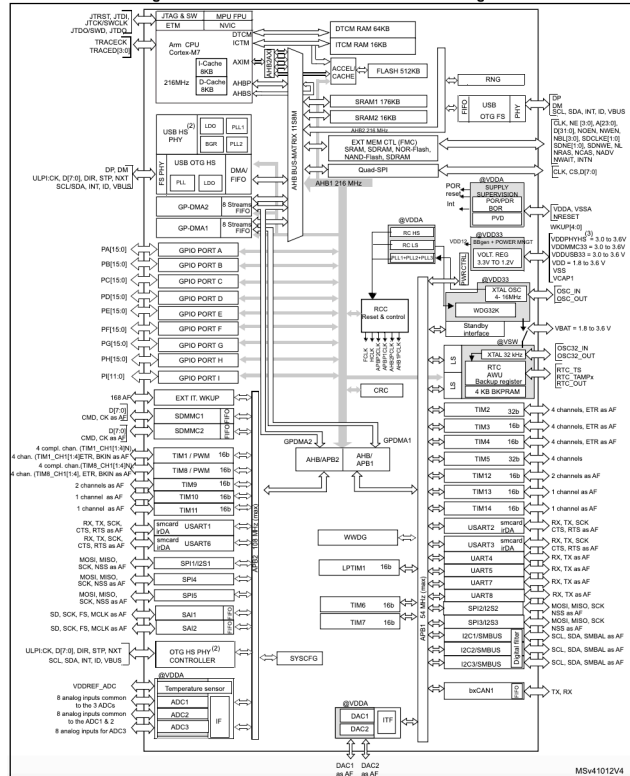 JTRST, JTDI,
JTCK/SWCLK
JTDO/SWD, JTDO
TRACECK
TRACED[3:0]
JTAG & SW
MPU FPU
ETM
NVIC
DTCM
ICTM
Arm CPU
Cortex-M7
AXIM
I-Cache
8KB
216MHz
D-Cache
8KB
AHBP
AHBS
AHB2AXI
DTCM RAM 64KB
ITCM RAM 16KB
ACCEL/
CACHE
FLASH 512KB
RNG
SRAM1 176KB
SRAM2 16KB
AHB2 216 MHz
FIFO
USB
OTG FS
PHY
DP
DM
SCL, SDA, INT, ID, VBUS
EXT MEM CTL (FMC)
SRAM, SDRAM, NOR-Flash,
NAND-Flash, SDRAM
CLK, NE [3:0], A[23:0],
D[31:0], NOEN, NWEN,
NBL[3:0], SDCLKE[1:0]
SDNE[1:0], SDNWE, NL
NRAS, NCAS, NADV
NWAIT, INTN
Quad-SPI
CLK, CS,D[7:0]
AHB BUS-MATRIX 11S8M
AHB1 216 MHz
USB HS (2)
PHY
LDO
PLL1
BGR
PLL2
USB OTG HS
FS PHY
PLL
LDO
DMA/
FIFO
DP, DM
ULPI:CK, D[7:0], DIR, STP, NXT
SCL/SDA, INT, ID, VBUS
GP-DMA2
8 Streams
FIFO
GP-DMA1
8 Streams
FIFO
PA[15:0]
GPIO PORT A
PB[15:0]
GPIO PORT B
PC[15:0]
GPIO PORT C
PD[15:0]
GPIO PORT D
PE[15:0]
GPIO PORT E
PF[15:0]
GPIO PORT F
PG[15:0]
GPIO PORT G
PH[15:0]
GPIO PORT H
PI[11:0]
GPIO PORT I
@VDDA
POR
reset
Int
SUPPLY
SUPERVISION
POR/PDR
BOR
PVD
VDDA, VSSA
NRESET
WKUP[4:0]
@VDDA
RC HS
RC LS
PLL1+PLL2+PLL3
@VDD33
VDD12
BBgen + POWER MNGT
VOLT. REG
3.3V TO 1.2V
PWRCTRL
(3)
VDDPHYHS = 3.0 to 3.6V
VDDMMC33 = 3.0 to 3.6V
VDDUSB33 = 3.0 to 3.6V
VDD = 1.8 to 3.6V
VSS
VCAP1
@VDD33
XTAL OSC
4- 16MHz
WDG32K
OSC_IN
OSC_OUT
RCC
Reset & control
FCLK
HCLK
APBP2CLK
APBP1CLK
AHB2PCLK
AHB1PCLK
Standby
interface
VBAT = 1.8 to 3.6 V
@VSW
LS
LS
XTAL 32 kHz
RTC
AWU
Backup register
4 KB BKPRAM
OSC32_IN
OSC32_OUT
RTC_TS
RTC_TAMPx
RTC_OUT
CRC
168 AF
EXT IT. WKUP
D[7:0]
CMD, CK as AF
SDMMC1
FIFO
D[7:0]
CMD, CK as AF
SDMMC2
FIFO
4 compl. chan. (TIM1_CH1[1:4]N)
4 chan. (TIM1_CH1[1:4]ETR, BKIN as AF
TIM1 / PWM 16b
4 compl. chan.(TIM8_CH1[1:4]N)
4 chan. (TIM8_CH1[1:4], ETR, BKIN as AF
TIM8 / PWM 16b
2 channels as AF
TIM9 16b
1 channel as AF
TIM10 16b
1 channel as AF
TIM11 16b
RX, TX, SCK,
CTS, RTS as AF
smcard
irDA
USART1
RX, TX, SCK,
CTS, RTS as AF
smcard
irDA
USART6
MOSI, MISO,
SCK, NSS as AF
SPI1/I2S1
SPI4
MOSI, MISO,
SCK, NSS as AF
SPI5
SD, SCK, FS, MCLK as AF
SAI1
FIFO
SD, SCK, FS, MCLK as AF
SAI2
FIFO
ULPI:CK, D[7:0], DIR, STP, NXT
SCL, SDA, INT, ID, VBUS
OTG HS PHY (2)
CONTROLLER
APB2 108 MHz (max)
SYSCFG
GPDMA2
GPDMA1
AHB/APB2
AHB/
APB1
WWDG
LPTIM1 16b
TIM6 16b
TIM7 16b
APB1 54 MHz (max)
TIM2 32b
4 channels, ETR as AF
TIM3 16b
4 channels, ETR as AF
TIM4 16b
4 channels, ETR as AF
TIM5 32b
4 channels
TIM12 16b
2 channels as AF
TIM13 16b
1 channel as AF
TIM14 16b
1 channel as AF
USART2
smcard
irDA
RX, TX, SCK
CTS, RTS as AF
USART3
smcard
irDA
RX, TX, SCK
CTS, RTS as AF
UART4
RX, TX as AF
UART5
RX, TX as AF
UART7
RX, TX as AF
UART8
RX, TX as AF
SPI2/I2S2
MOSI, MISO, SCK
NSS as AF
SPI3/I2S3
MOSI, MISO, SCK
NSS as AF
I2C1/SMBUS
SCL, SDA, SMBAL as AF
I2C2/SMBUS
SCL, SDA, SMBAL as AF
I2C3/SMBUS
SCL, SDA, SMBAL as AF
Digital filter
bxCAN1
FIFO
TX, RX
@VDDA
VDDREF_ADC
Temperature sensor
8 analog inputs common
to the 3 ADCs
ADC1
8 analog inputs common
to the ADC1 & 2
ADC2
8 analog inputs for ADC3
ADC3
IF
@VDDA
DAC1
DAC2
ITF
DAC1
as AF
DAC2
as AF
MSv41012V4